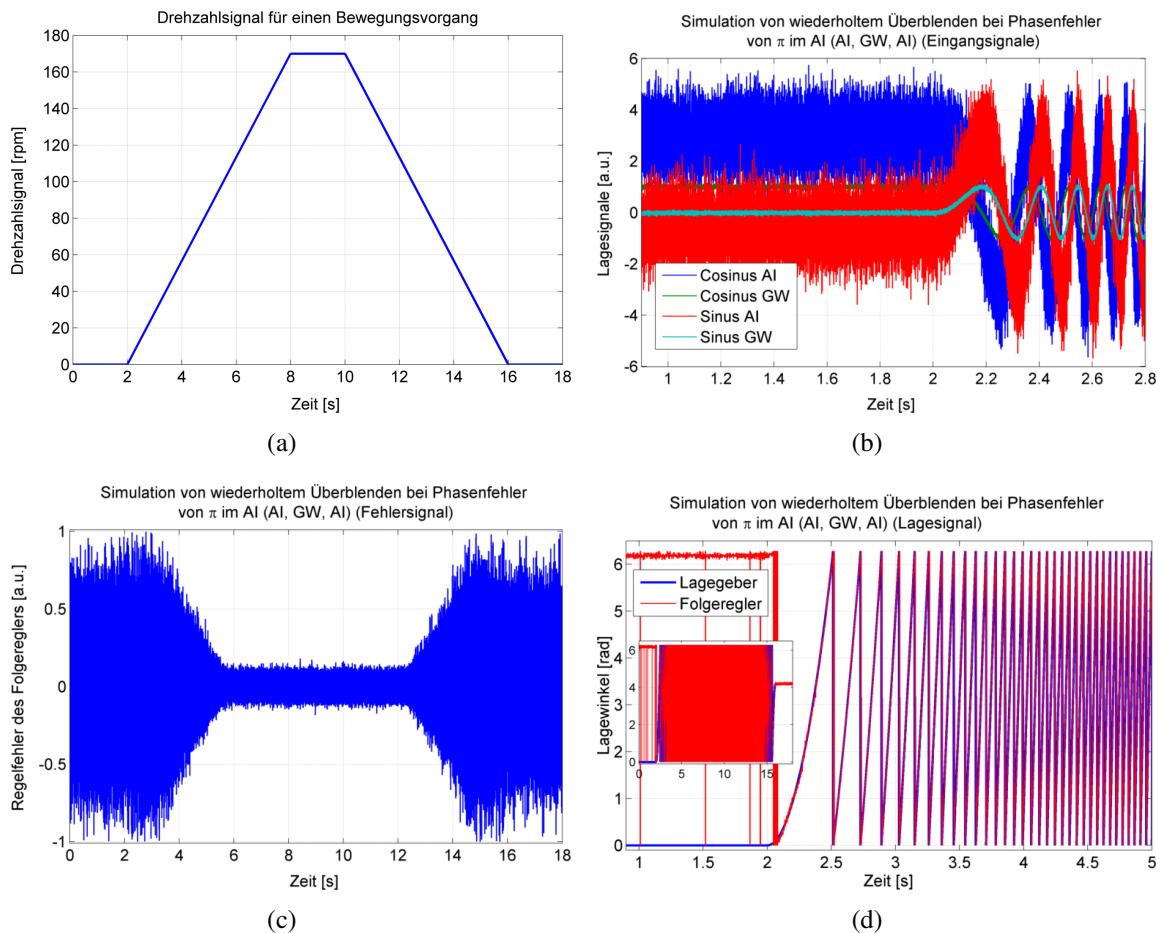 Drehzahlsignal für einen Bewegungsvorgang
180
160
140
120
100
80
60
40
20
0
0 2 4 6 8 10 12 14 16 18
Drehzahlsignal [rpm]
Zeit [s]
(a)
Simulation von wiederholtem Überblenden bei Phasenfehler
von π im AI (AI, GW, AI) (Eingangsignale)
6
4
2
0
-2
-4
-6
1 1.2 1.4 1.6 1.8 2 2.2 2.4 2.6 2.8
Lagesignale [a.u.]
Cosinus AI
Cosinus GW
Sinus AI
Sinus GW
Zeit [s]
(b)
Simulation von wiederholtem Überblenden bei Phasenfehler
von π im AI (AI, GW, AI) (Fehlersignal)
1
0.5
0
-0.5
-1
0 2 4 6 8 10 12 14 16 18
Regelfehler des Folgereglers [a.u.]
Zeit [s]
(c)
Simulation von wiederholtem Überblenden bei Phasenfehler
von π im AI (AI, GW, AI) (Lagesignal)
6
5
4
3
2
1
0
1 1.5 2 2.5 3 3.5 4 4.5 5
Lagewinkel [rad]
Lagegeber
Folgeregler
6
4
2
0
0 5 10 15
Zeit [s]
(d)